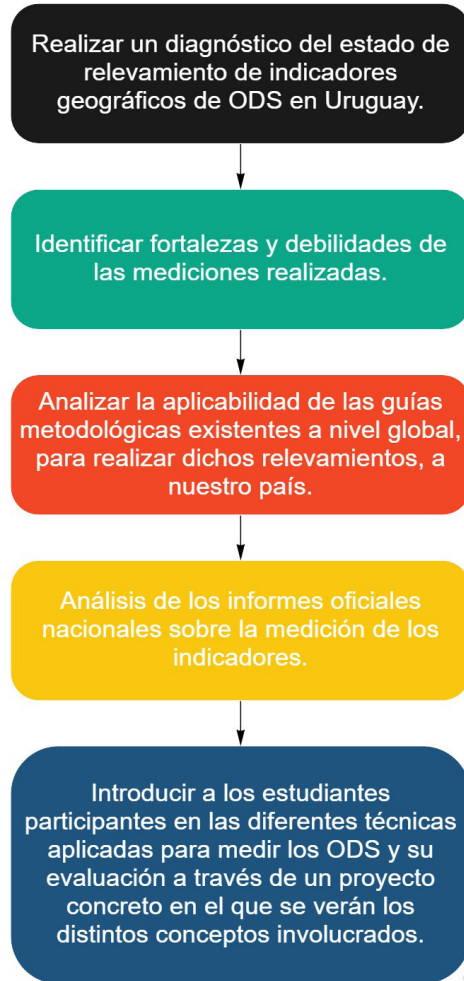 Realizar un diagnóstico del estado de
relevamiento de indicadores
geográficos de ODS en Uruguay.
Identificar fortalezas y debilidades de
las mediciones realizadas.
Analizar la aplicabilidad de las guías
metodológicas existentes a nivel global,
para realizar dichos relevamientos, a
nuestro país.
Análisis de los informes oficiales
nacionales sobre la medición de los
indicadores.
Introducir a los estudiantes
participantes en las diferentes técnicas
aplicadas para medir los ODS y su
evaluación a través de un proyecto
concreto en el que se verán los
distintos conceptos involucrados.